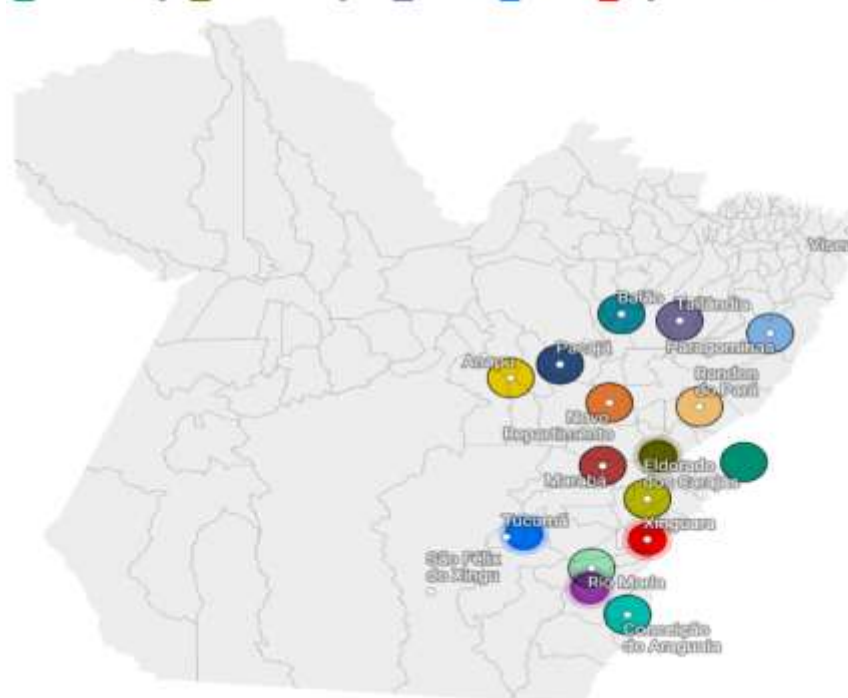 Baião
Tailândia
Paragominas
Pacajá
Anapu
Rondon
do Pará
Novo
Repartimento
Eldorado
dos Carajás
Marabá
Tucumã
Xinguara
São Félix
do Xingu
Rio Maria
Conceição
do Araguaia